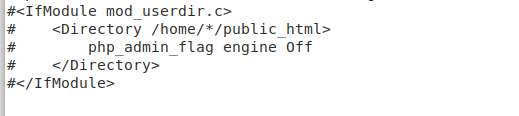 #<IfModule mod_userdir.c>
#    <Directory /home/*/public_html>
#        php_admin_flag engine Off
#    </Directory>
#</IfModule>